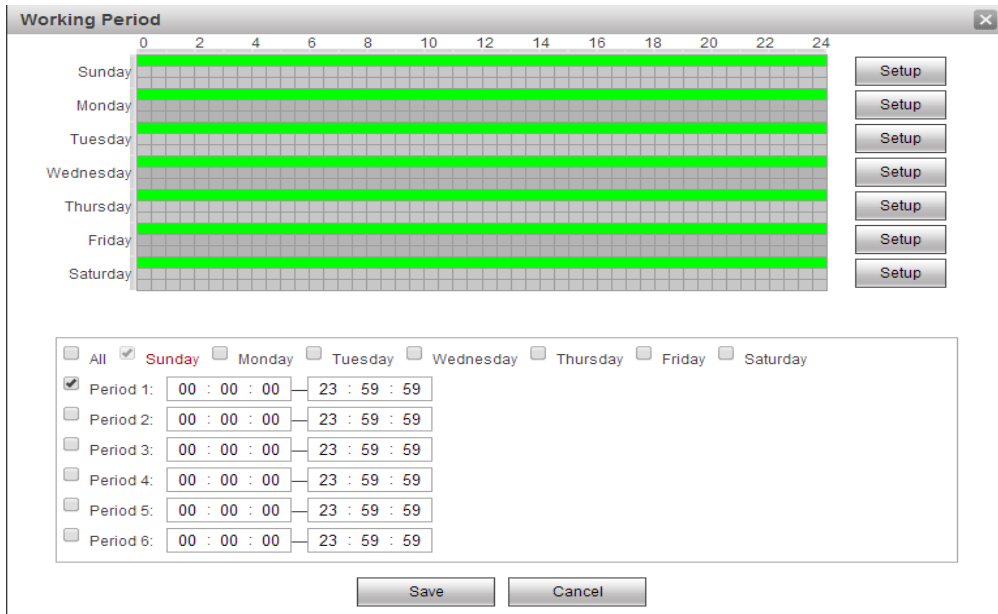 Working Period
0 2 4 6 8 10 12 14 16 18 20 22 24
Sunday Setup
Monday Setup
Tuesday Setup
Wednesday Setup
Thursday Setup
Friday Setup
Saturday Setup
All Sunday Monday Tuesday Wednesday Thursday Friday Saturday
Period 1: 00 : 00 : 00 — 23 : 59 : 59
Period 2: 00 : 00 : 00 — 23 : 59 : 59
Period 3: 00 : 00 : 00 — 23 : 59 : 59
Period 4: 00 : 00 : 00 — 23 : 59 : 59
Period 5: 00 : 00 : 00 — 23 : 59 : 59
Period 6: 00 : 00 : 00 — 23 : 59 : 59
Save Cancel